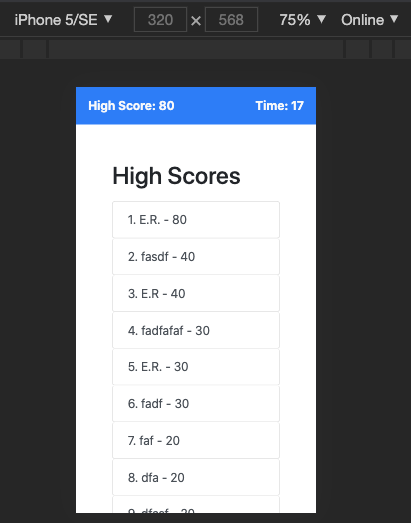 iPhone 5/SE ▼ 320 × 568 75% ▼ Online ▼
High Score: 80 Time: 17
High Scores
1. E.R. - 80
2. fasdf - 40
3. E.R - 40
4. fadfafaf - 30
5. E.R. - 30
6. fadf - 30
7. faf - 20
8. dfa - 20